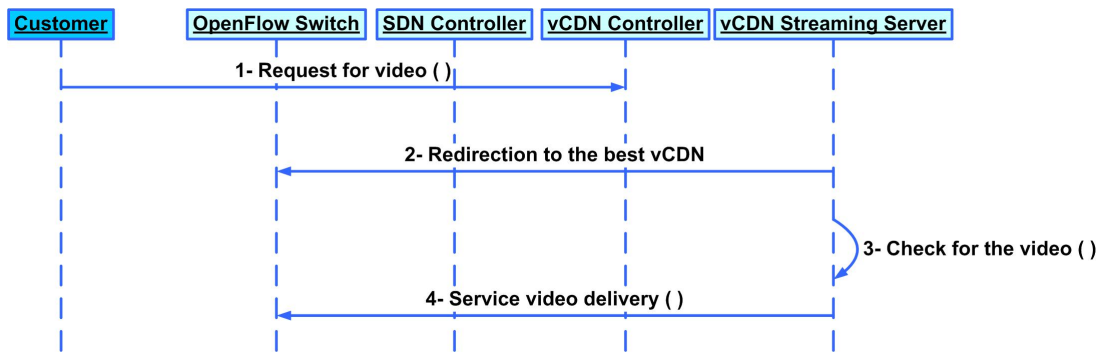 Customer
OpenFlow Switch
SDN Controller
vCDN Controller
vCDN Streaming Server
1- Request for video ( )
2- Redirection to the best vCDN
3- Check for the video ( )
4- Service video delivery ( )